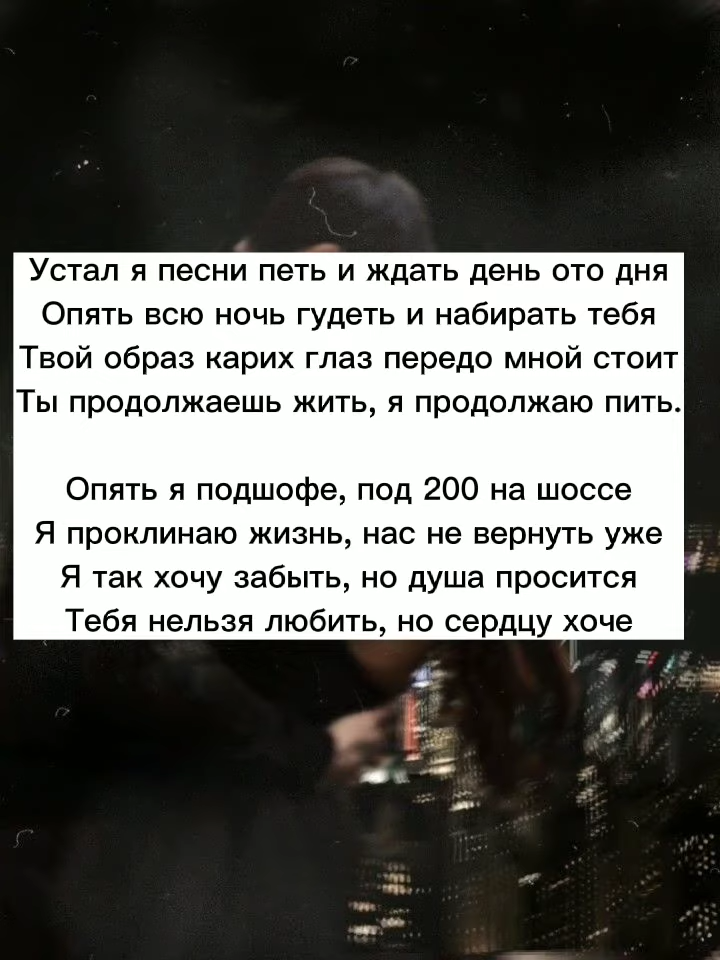 Устал я песни петь и ждать день ото дня
Опять всю ночь гудеть и набирать тебя
Твой образ карих глаз передо мной стоит
Ты продолжаешь жить, я продолжаю пить.
Опять я подшофе, под 200 на шоссе
Я проклинаю жизнь, нас не вернуть уже
Я так хочу забыть, но душа просится
Тебя нельзя любить, но сердцу хоче